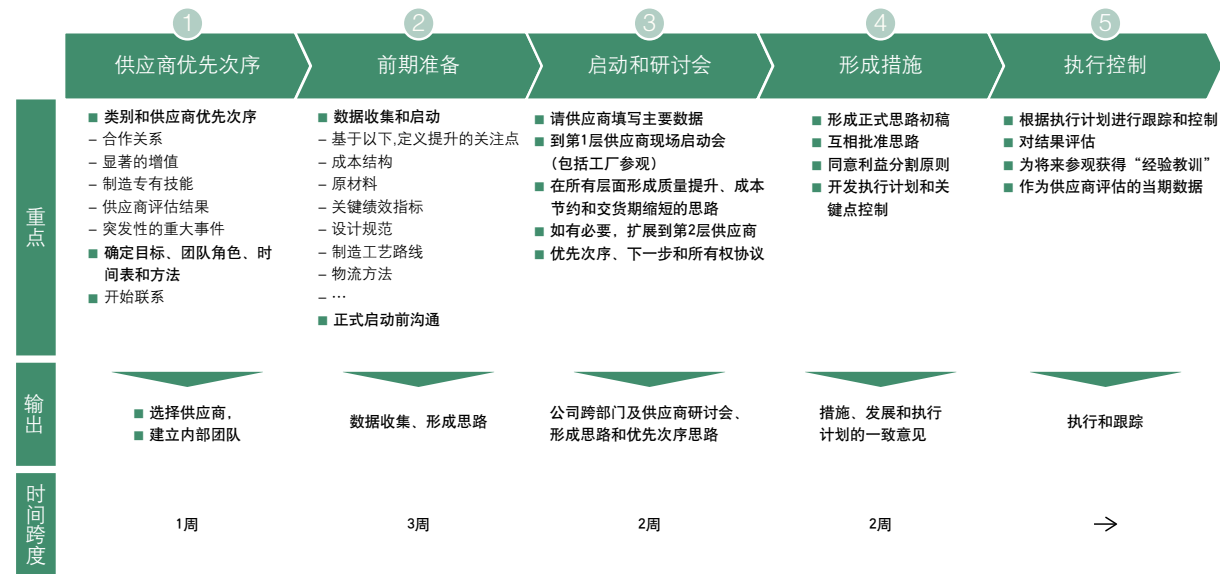 1
2
3
4
5
供应商优先次序
前期准备
启动和研讨会
形成措施
执行控制
重点
■ 类别和供应商优先次序
– 合作关系
– 显著的增值
– 制造专有技能
– 供应商评估结果
– 突发性的重大事件
■ 确定目标、团队角色、时
间表和方法
■ 开始联系
■ 数据收集和启动
– 基于以下,定义提升的关注点
– 成本结构
– 原材料
– 关键绩效指标
– 设计规范
– 制造工艺路线
– 物流方法
– …
■ 正式启动前沟通
■ 请供应商填写主要数据
■ 到第1层供应商现场启动会
(包括工厂参观)
■ 在所有层面形成质量提升、成本
节约和交货期缩短的思路
■ 如有必要，扩展到第2层供应商
■ 优先次序、下一步和所有权协议
■ 形成正式思路初稿
■ 互相批准思路
■ 同意利益分割原则
■ 开发执行计划和关
键点控制
■ 根据执行计划进行跟踪和控制
■ 对结果评估
■ 为将来参观获得“经验教训”
■ 作为供应商评估的当期数据
输出
■ 选择供应商，
■ 建立内部团队
数据收集、形成思路
公司跨部门及供应商研讨会、
形成思路和优先次序思路
措施、发展和执行
计划的一致意见
执行和跟踪
时间跨度
1周
3周
2周
2周
→